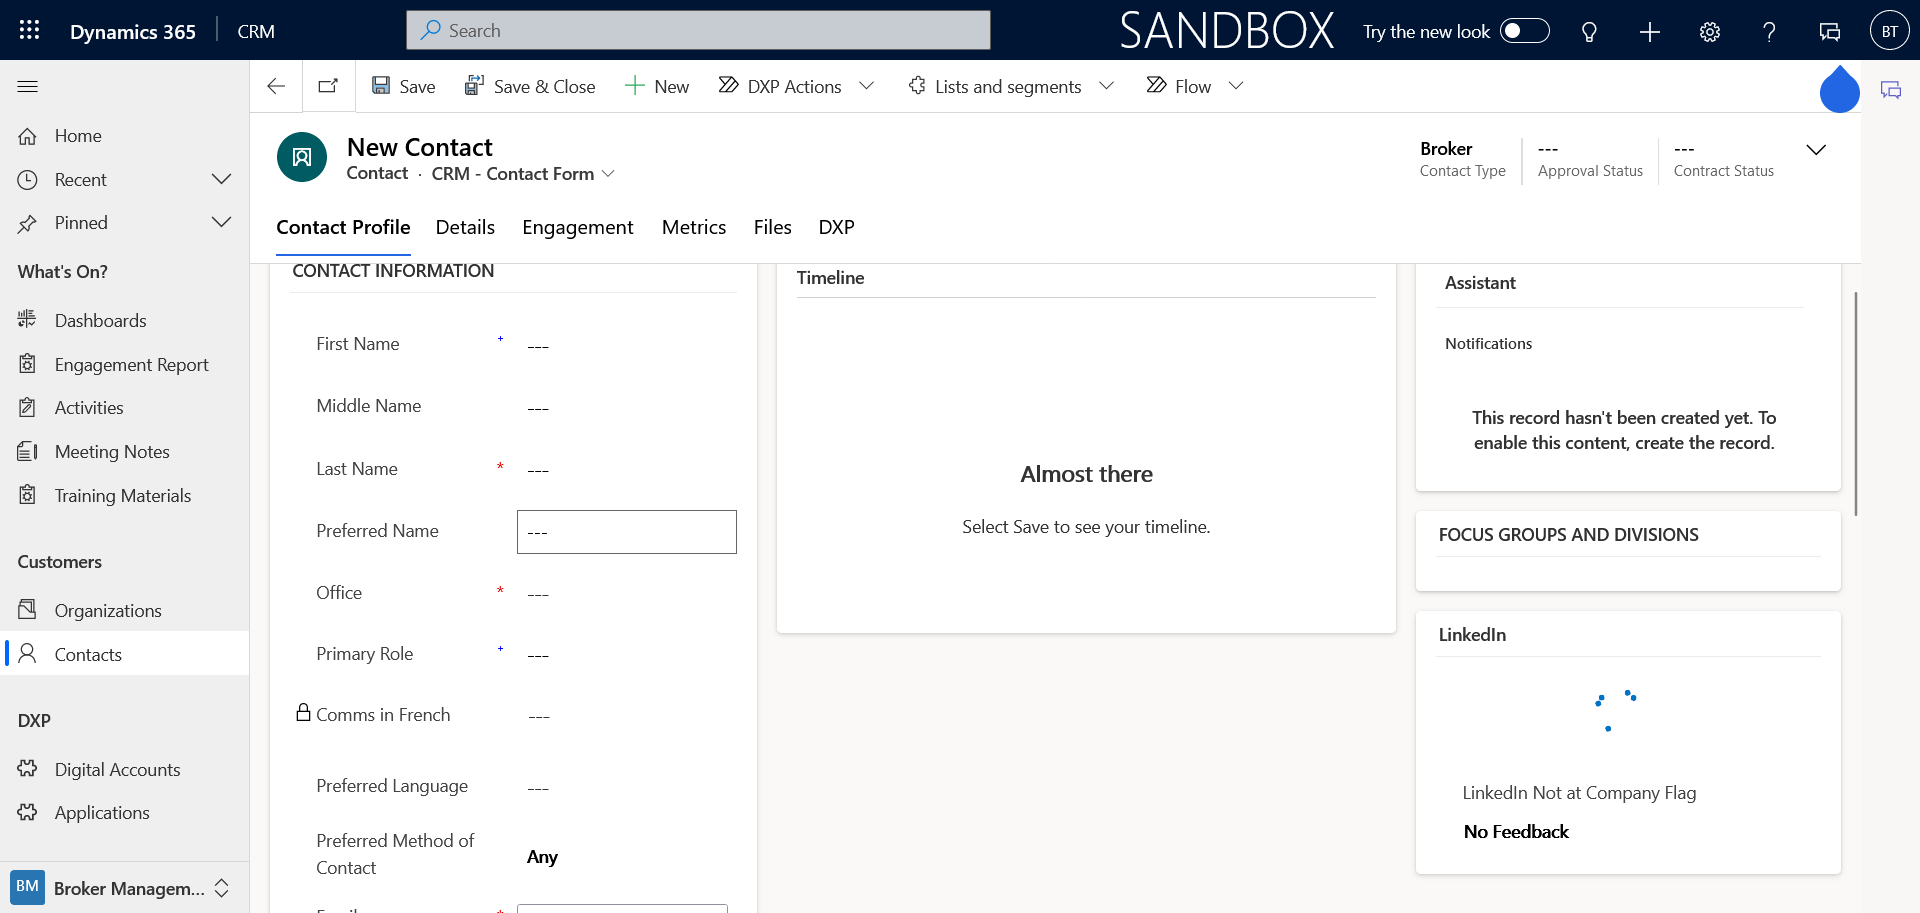 Dynamics 365
CRM
Search
SANDBOX
Try the new look
BT
Save
Save & Close
New
DXP Actions
Lists and segments
Flow
Home
Recent
Pinned
What's On?
Dashboards
Engagement Report
Activities
Meeting Notes
Training Materials
Customers
Organizations
Contacts
DXP
Digital Accounts
Applications
BM
Broker Managem...
New Contact
Contact · CRM - Contact Form
Broker
Contact Type
---
Approval Status
---
Contract Status
Contact Profile
Details
Engagement
Metrics
Files
DXP
CONTACT INFORMATION
First Name + ---
Middle Name ---
Last Name * ---
Preferred Name ---
Office * ---
Primary Role + ---
Comms in French ---
Preferred Language ---
Preferred Method of
Contact
Any
Timeline
Almost there
Select Save to see your timeline.
Assistant
Notifications
This record hasn't been created yet. To
enable this content, create the record.
FOCUS GROUPS AND DIVISIONS
LinkedIn
LinkedIn Not at Company Flag
No Feedback